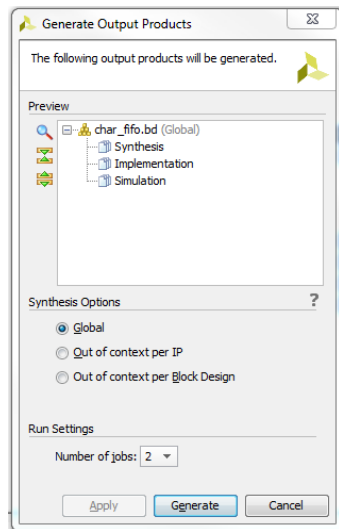 Generate Output Products
The following output products will be generated.
Preview
char_fifo.bd (Global)
Synthesis
Implementation
Simulation
Synthesis Options
?
Global
Out of context per IP
Out of context per Block Design
Run Settings
Number of jobs: 2
Apply Generate Cancel